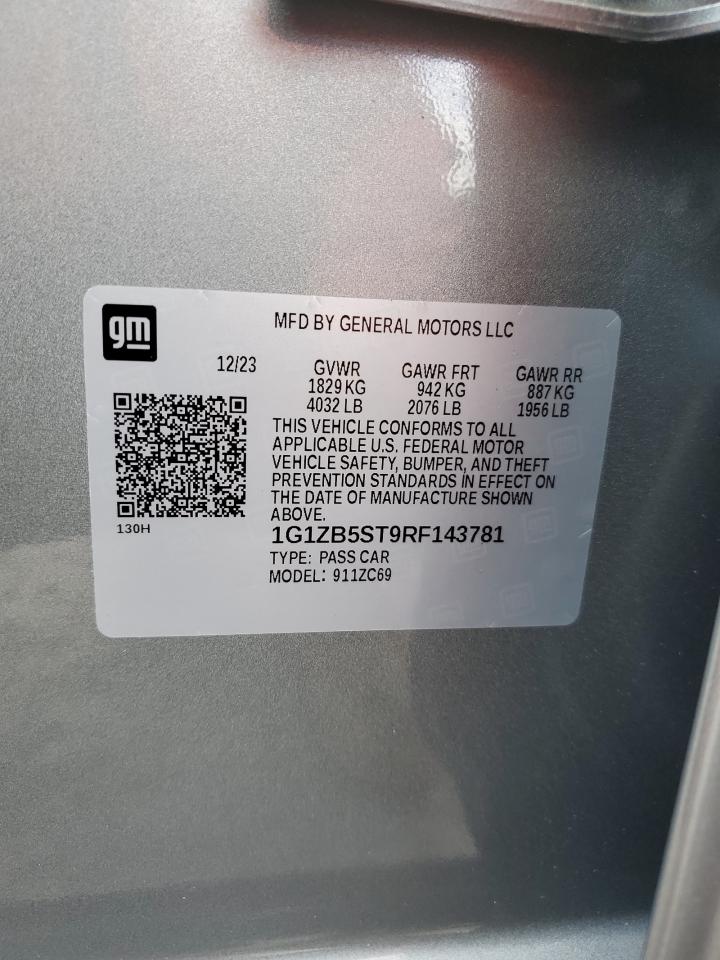 gm
MFD BY GENERAL MOTORS LLC
12/23 GVWR GAWR FRT GAWR RR
1829 KG 942 KG 887 KG
4032 LB 2076 LB 1956 LB
THIS VEHICLE CONFORMS TO ALL
APPLICABLE U.S. FEDERAL MOTOR
VEHICLE SAFETY, BUMPER, AND THEFT
PREVENTION STANDARDS IN EFFECT ON
THE DATE OF MANUFACTURE SHOWN
ABOVE.
130H
1G1ZB5ST9RF143781
TYPE: PASS CAR
MODEL: 911ZC69